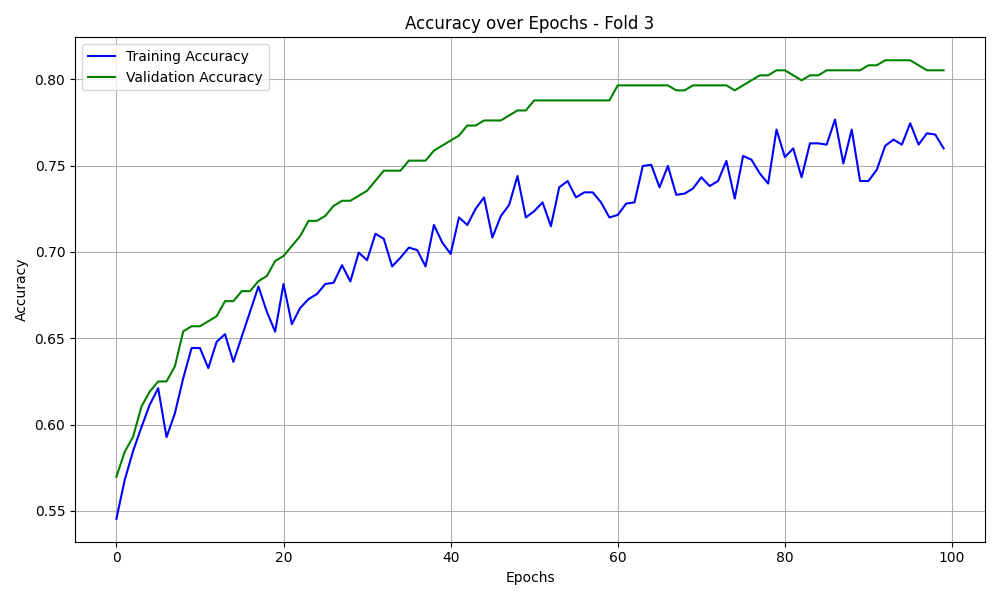 Accuracy over Epochs - Fold 3
Training Accuracy
Validation Accuracy
Accuracy
0.80
0.75
0.70
0.65
0.60
0.55
0
20
40
60
80
100
Epochs